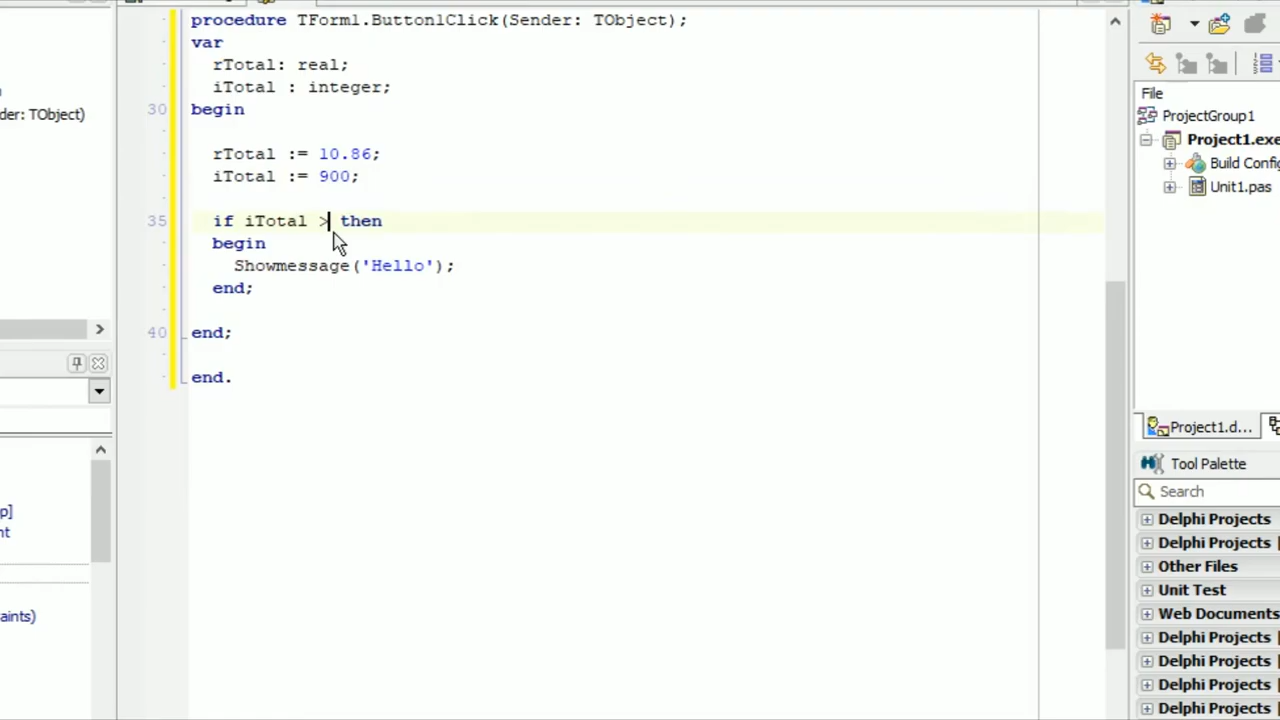 procedure TForm1.Button1Click(Sender: TObject);
var
rTotal: real;
iTotal : integer;
30 begin
rTotal := 10.86;
iTotal := 900;
35 if iTotal > then
begin
Showmessage('Hello');
end;
40 end;
end.
der: TObject)
p]
nt
aints)
File
ProjectGroup1
Project1.exe
Build Config
Unit1.pas
Project1.d...
Tool Palette
Search
Delphi Projects
Delphi Projects |
Other Files
Unit Test
Web Documents
Delphi Projects |
Delphi Projects |
Delphi Projects |
Delphi Projects |